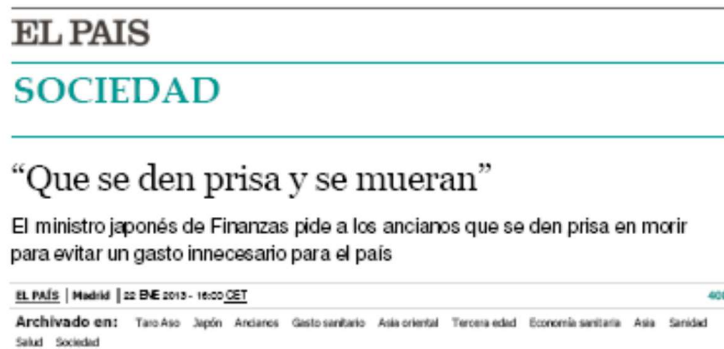 EL PAIS
SOCIEDAD
“Que se den prisa y se mueran”
El ministro japonés de Finanzas pide a los ancianos que se den prisa en morir
para evitar un gasto innecesario para el país
EL PAÍS | Madrid | 22 ENE 2013 - 16:00 CET
Archivado en: Taro Aso Japón Ancianos Gasto sanitario Asia oriental Tercera edad Economía sanitaria Asia Sanidad
Salud Sociedad